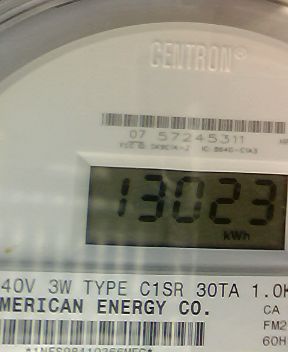 CENTRON®
07 57245311
13023
kWh
40V 3W TYPE C1SR 30TA 1.0K
MERICAN ENERGY CO.
CA
FM2
60H